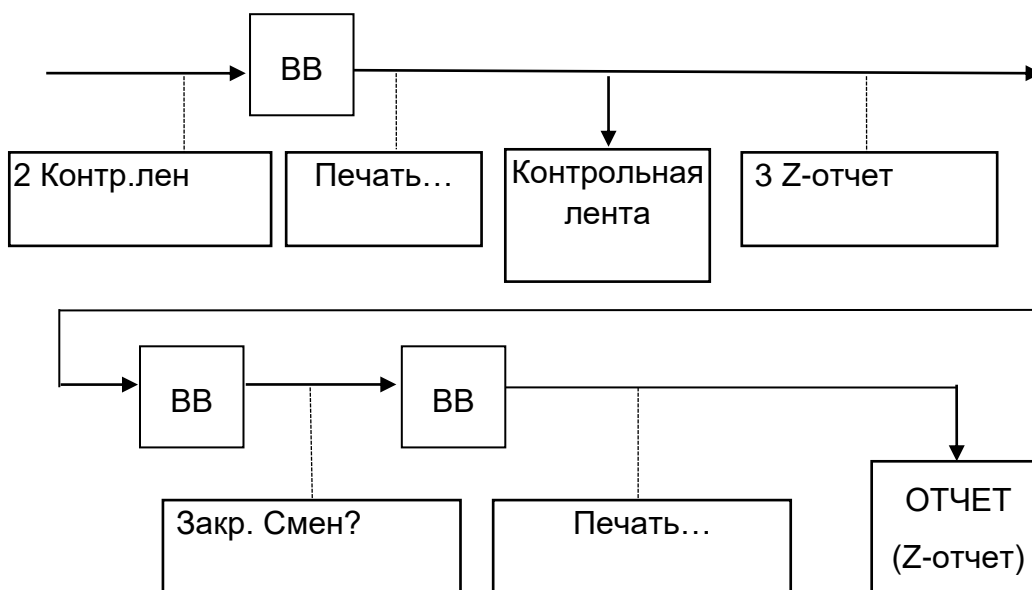 ВВ
2 Контр.лен
Печать…
Контрольная
лента
3 Z-отчет
ВВ
ВВ
Закр. Смен?
Печать…
ОТЧЕТ
(Z-отчет)